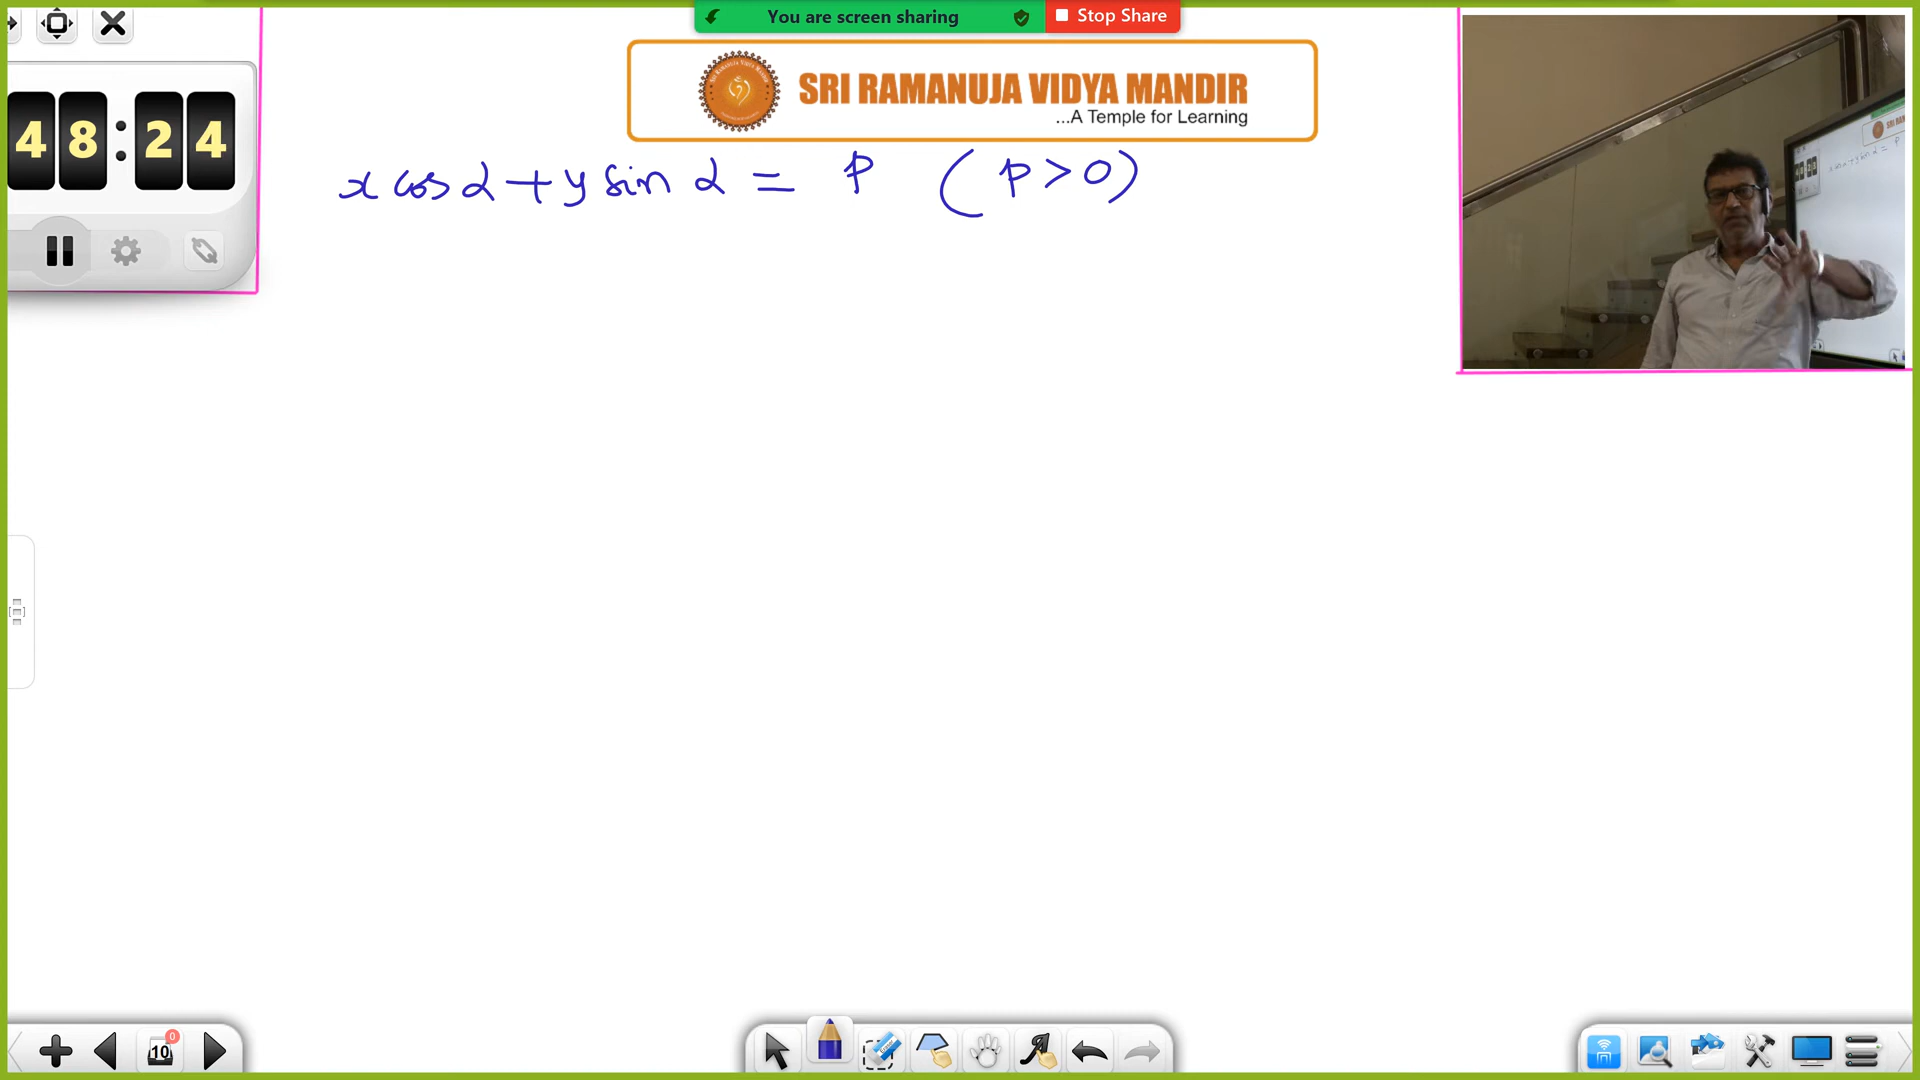 You are screen sharing
Stop Share
SRI RAMANUJA VIDYA MANDIR
...A Temple for Learning
48:24
x cos α + y sin α = p (p > 0)
0
10